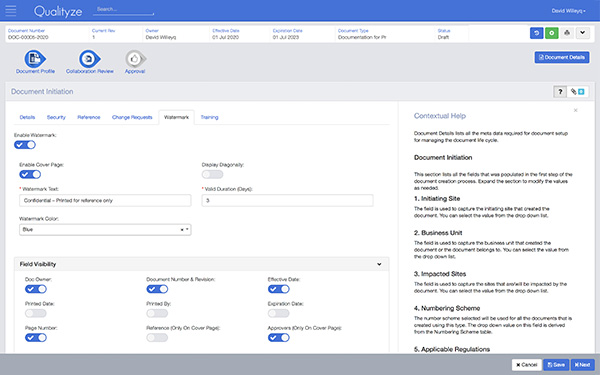 Qualityze
Search...
David Willeyq
Document Number Current Rev. Owner Effective Date Expiration Date Document Type Status
DOC-00005-2020 1 David Willeyq 01 Jul 2020 01 Jul 2023 Documentation for Pr Draft
Document Profile Collaboration Review Approval
Document Details
Document Initiation
?
Details Security Reference Change Requests Watermark Training
Enable Watermark:
Enable Cover Page: Display Diagonally:
* Watermark Text: * Valid Duration (Days):
Confidential – Printed for reference only 3
Watermark Color:
Blue
Field Visibility
Doc Owner: Document Number & Revision: Effective Date:
Printed Date: Printed By: Expiration Date:
Page Number: Reference (Only On Cover Page): Approvers (Only On Cover Page):
Contextual Help
Document Details lists all the meta data required for document setup
for managing the document life cycle.
Document Initiation
This section lists all the fields that was populated in the first step of the
document creation process. Expand the section to modify the values
as needed.
1. Initiating Site
The field is used to capture the initiating site that created the
document. You can select the value from the drop down list.
2. Business Unit
The field is used to capture the business unit that created the
document or the document belongs to. You can select the value from
the drop down list.
3. Impacted Sites
The field is used to capture the sites that are/will be impacted by the
document. You can select the value from the drop down list.
4. Numbering Scheme
The number scheme selected will be used for all the documents that is
created using this type. The drop down value on this field is derived
from the Numbering Scheme table.
5. Applicable Regulations
Cancel Save Next